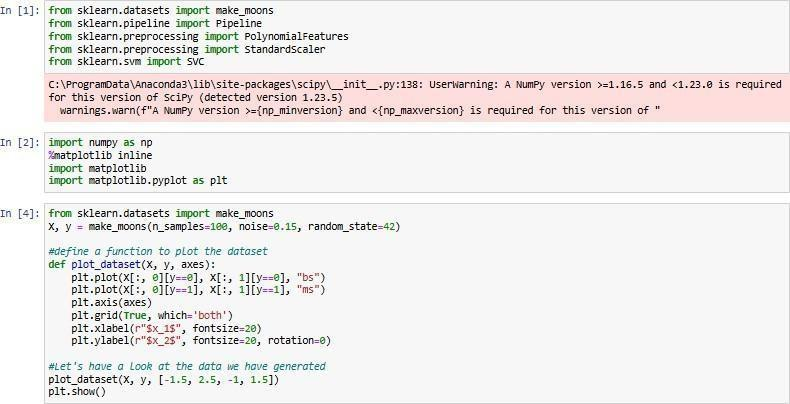 In [1]: from sklearn.datasets import make_moons
from sklearn.pipeline import Pipeline
from sklearn.preprocessing import PolynomialFeatures
from sklearn.preprocessing import StandardScaler
from sklearn.svm import SVC
C:\ProgramData\Anaconda3\lib\site-packages\scipy\__init__.py:138: UserWarning: A NumPy version >=1.16.5 and <1.23.0 is required
for this version of SciPy (detected version 1.23.5)
  warnings.warn(f"A NumPy version >={np_minversion} and <{np_maxversion} is required for this version of "
In [2]: import numpy as np
%matplotlib inline
import matplotlib
import matplotlib.pyplot as plt
In [4]: from sklearn.datasets import make_moons
X, y = make_moons(n_samples=100, noise=0.15, random_state=42)
#define a function to plot the dataset
def plot_dataset(X, y, axes):
    plt.plot(X[:, 0][y==0], X[:, 1][y==0], "bs")
    plt.plot(X[:, 0][y==1], X[:, 1][y==1], "ms")
    plt.axis(axes)
    plt.grid(True, which='both')
    plt.xlabel(r"$x_1$", fontsize=20)
    plt.ylabel(r"$x_2$", fontsize=20, rotation=0)
#Let's have a look at the data we have generated
plot_dataset(X, y, [-1.5, 2.5, -1, 1.5])
plt.show()